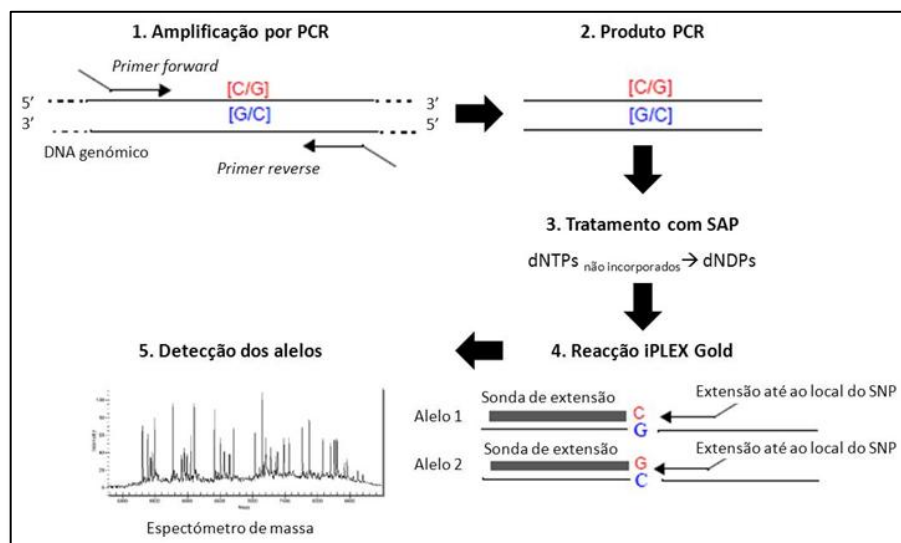 1. Amplificação por PCR
Primer forward
[C/G]
5’
3’
[G/C]
3’
5’
DNA genómico
Primer reverse
2. Produto PCR
[C/G]
[G/C]
3. Tratamento com SAP
dNTPs não incorporados → dNDPs
4. Reacção iPLEX Gold
Sonda de extensão
Extensão até ao local do SNP
Alelo 1
C
G
Sonda de extensão
Extensão até ao local do SNP
Alelo 2
G
C
5. Detecção dos alelos
Espectómetro de massa